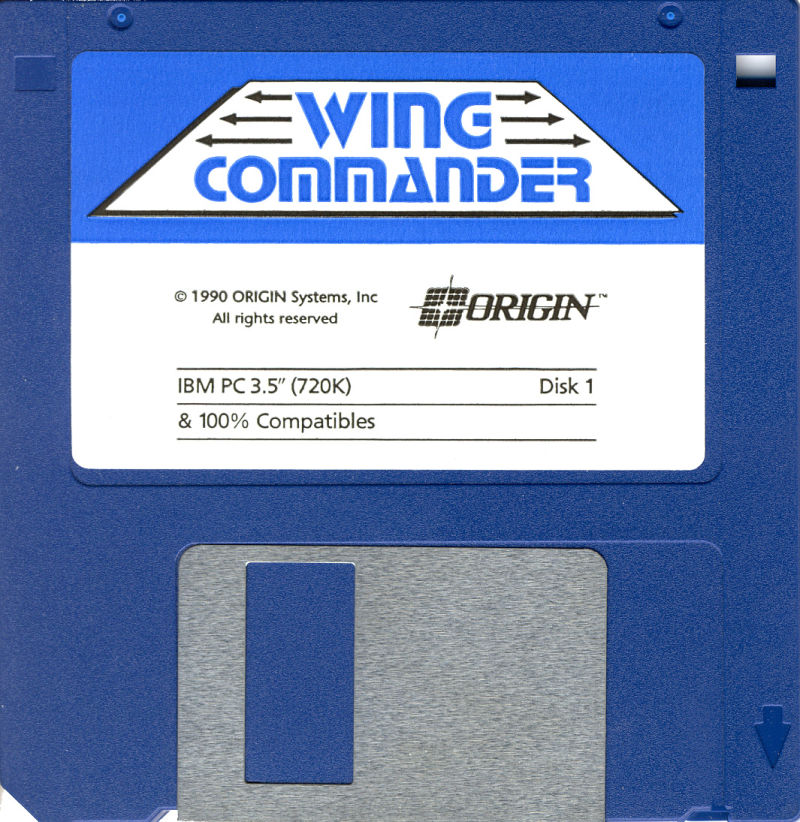 WING
COMMANDER
© 1990 ORIGIN Systems, Inc
All rights reserved
ORIGIN™
IBM PC 3.5" (720K) Disk 1
& 100% Compatibles